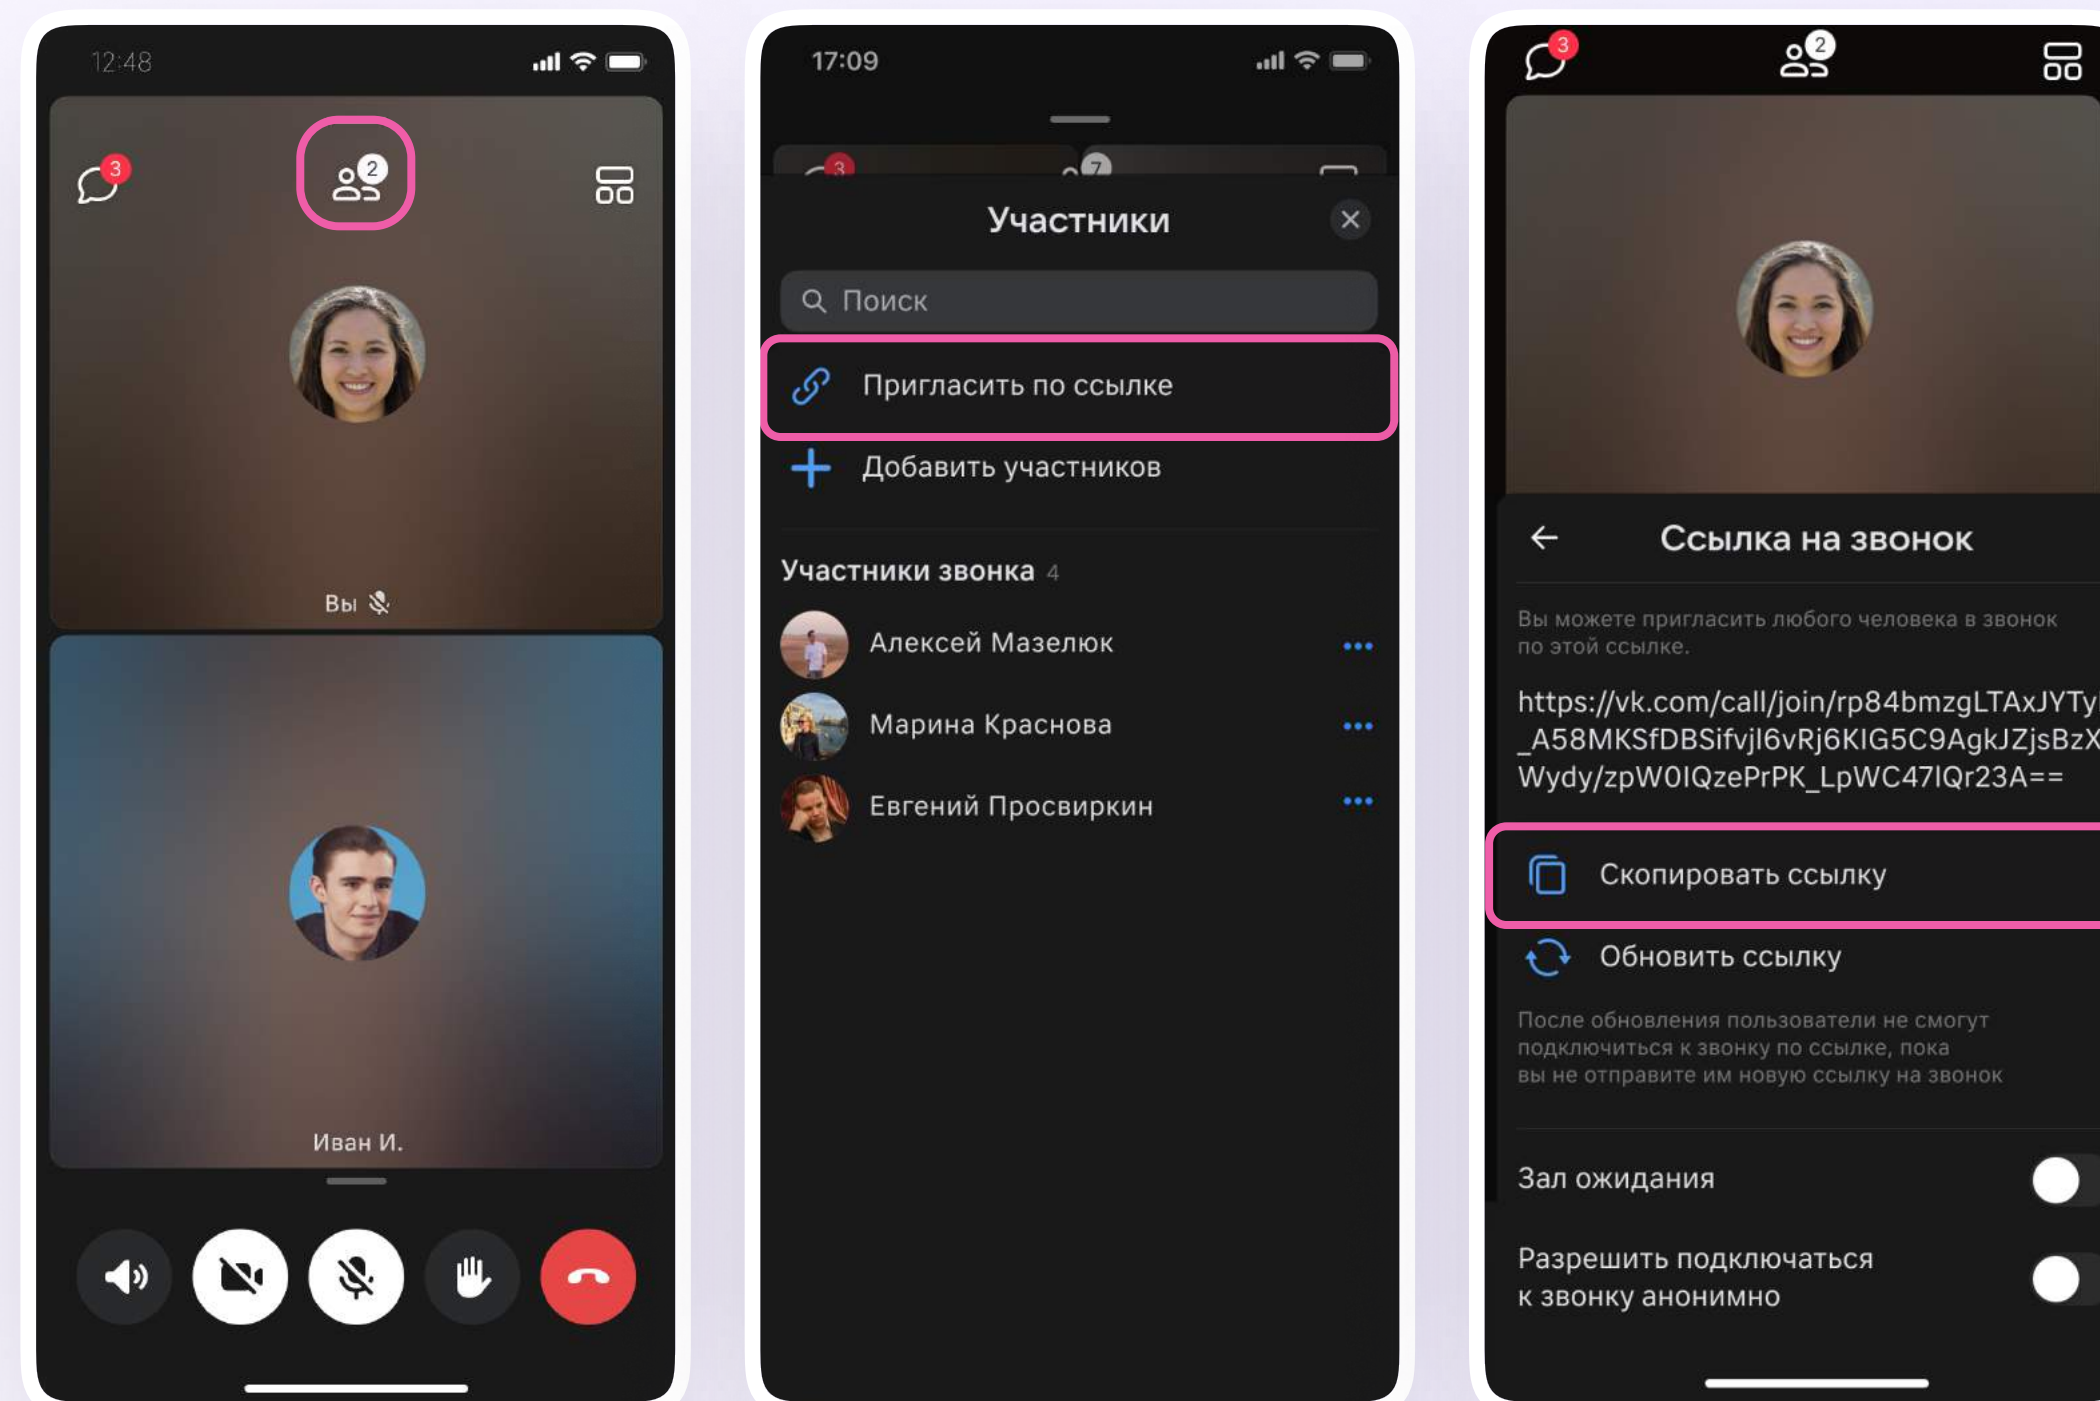 12:48
3
2
Вы
Иван И.
17:09
3
7
Участники
Поиск
Пригласить по ссылке
Добавить участников
Участники звонка 4
Алексей Мазелюк
Марина Краснова
Евгений Просвиркин
3
2
Ссылка на звонок
Вы можете пригласить любого человека в звонок
по этой ссылке.
https://vk.com/call/join/rp84bmzgLTAxJYTy
_A58MKSfDBSifvjI6vRj6KIG5C9AgkJZjsBzX
Wydy/zpW0IQzePrPK_LpWC47lQr23A==
Скопировать ссылку
Обновить ссылку
После обновления пользователи не смогут
подключиться к звонку по ссылке, пока
вы не отправите им новую ссылку на звонок
Зал ожидания
Разрешить подключаться
к звонку анонимно